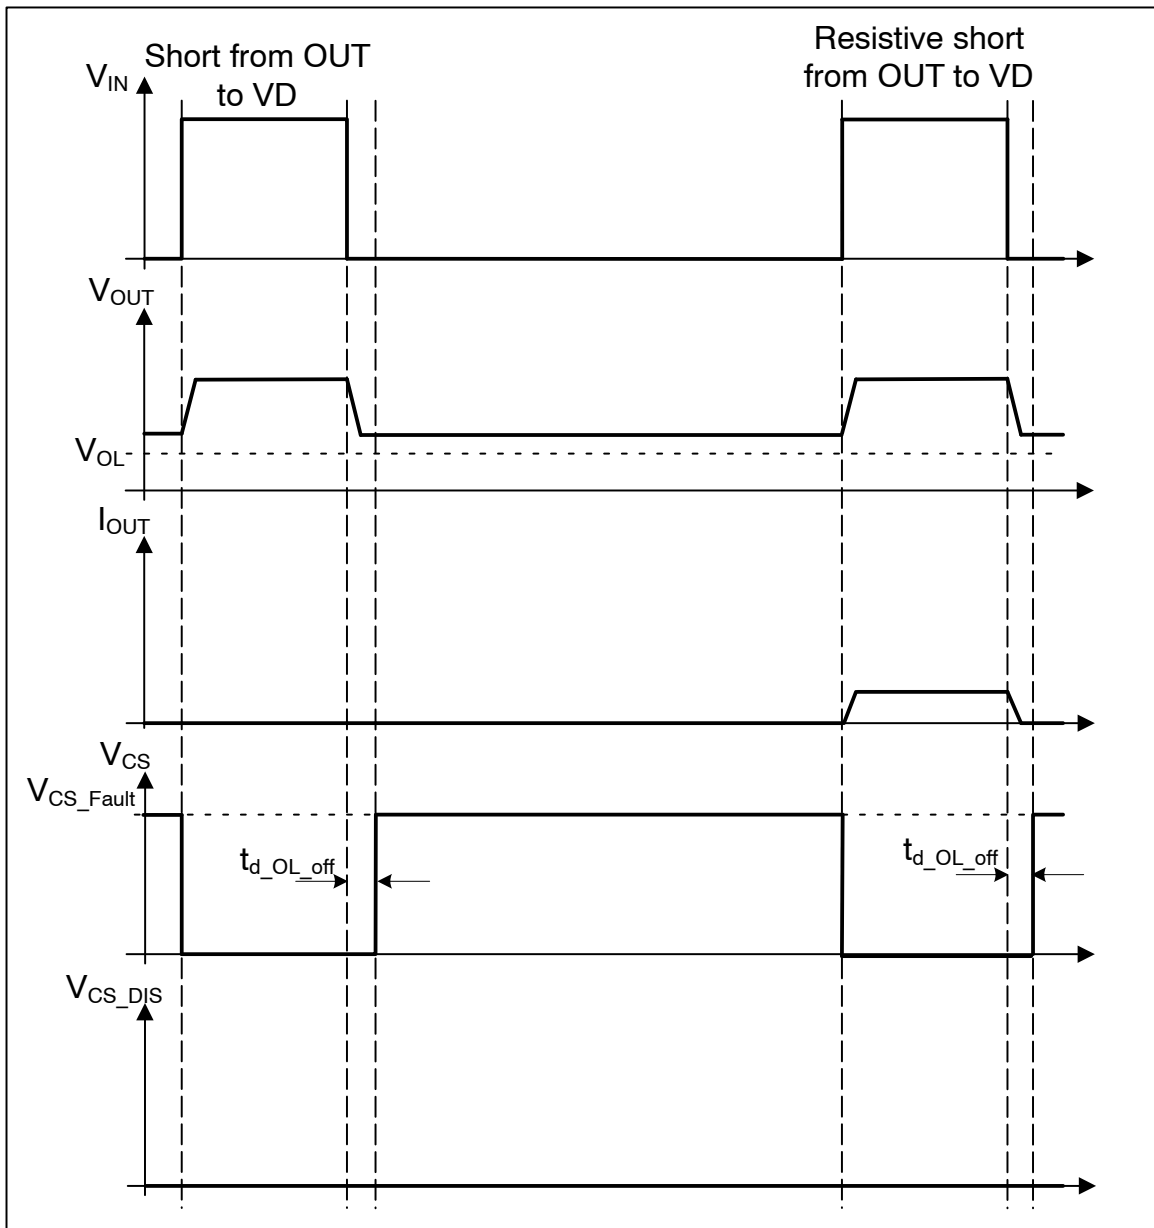 Short from OUT
to VD
Resistive short
from OUT to VD
V_IN
V_OUT
V_OL
I_OUT
V_CS
V_CS_Fault
t_d_OL_off
t_d_OL_off
V_CS_DIS